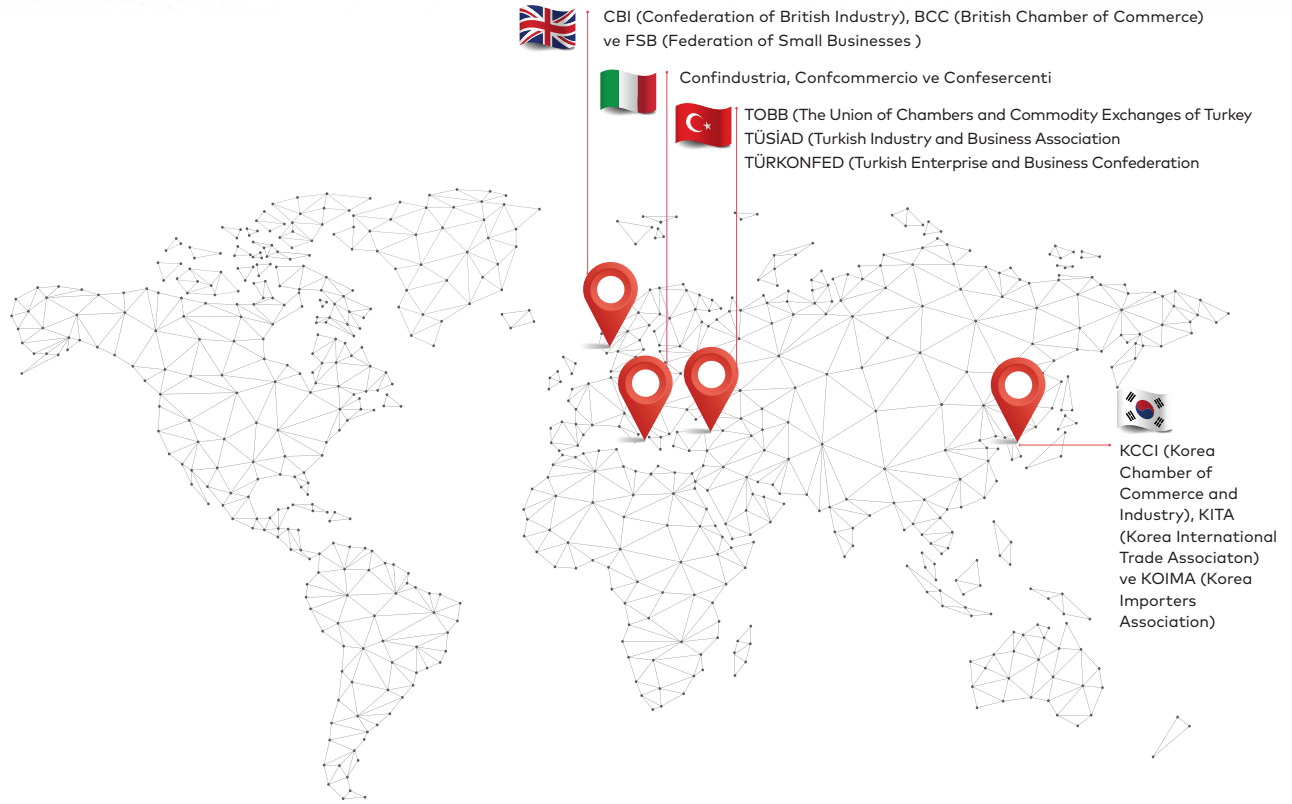 CBI (Confederation of British Industry), BCC (British Chamber of Commerce)
ve FSB (Federation of Small Businesses )
Confindustria, Confcommercio ve Confesercenti
TOBB (The Union of Chambers and Commodity Exchanges of Turkey
TÜSİAD (Turkish Industry and Business Association
TÜRKONFED (Turkish Enterprise and Business Confederation
KCCI (Korea
Chamber of
Commerce and
Industry), KITA
(Korea International
Trade Associaton)
ve KOIMA (Korea
Importers
Association)